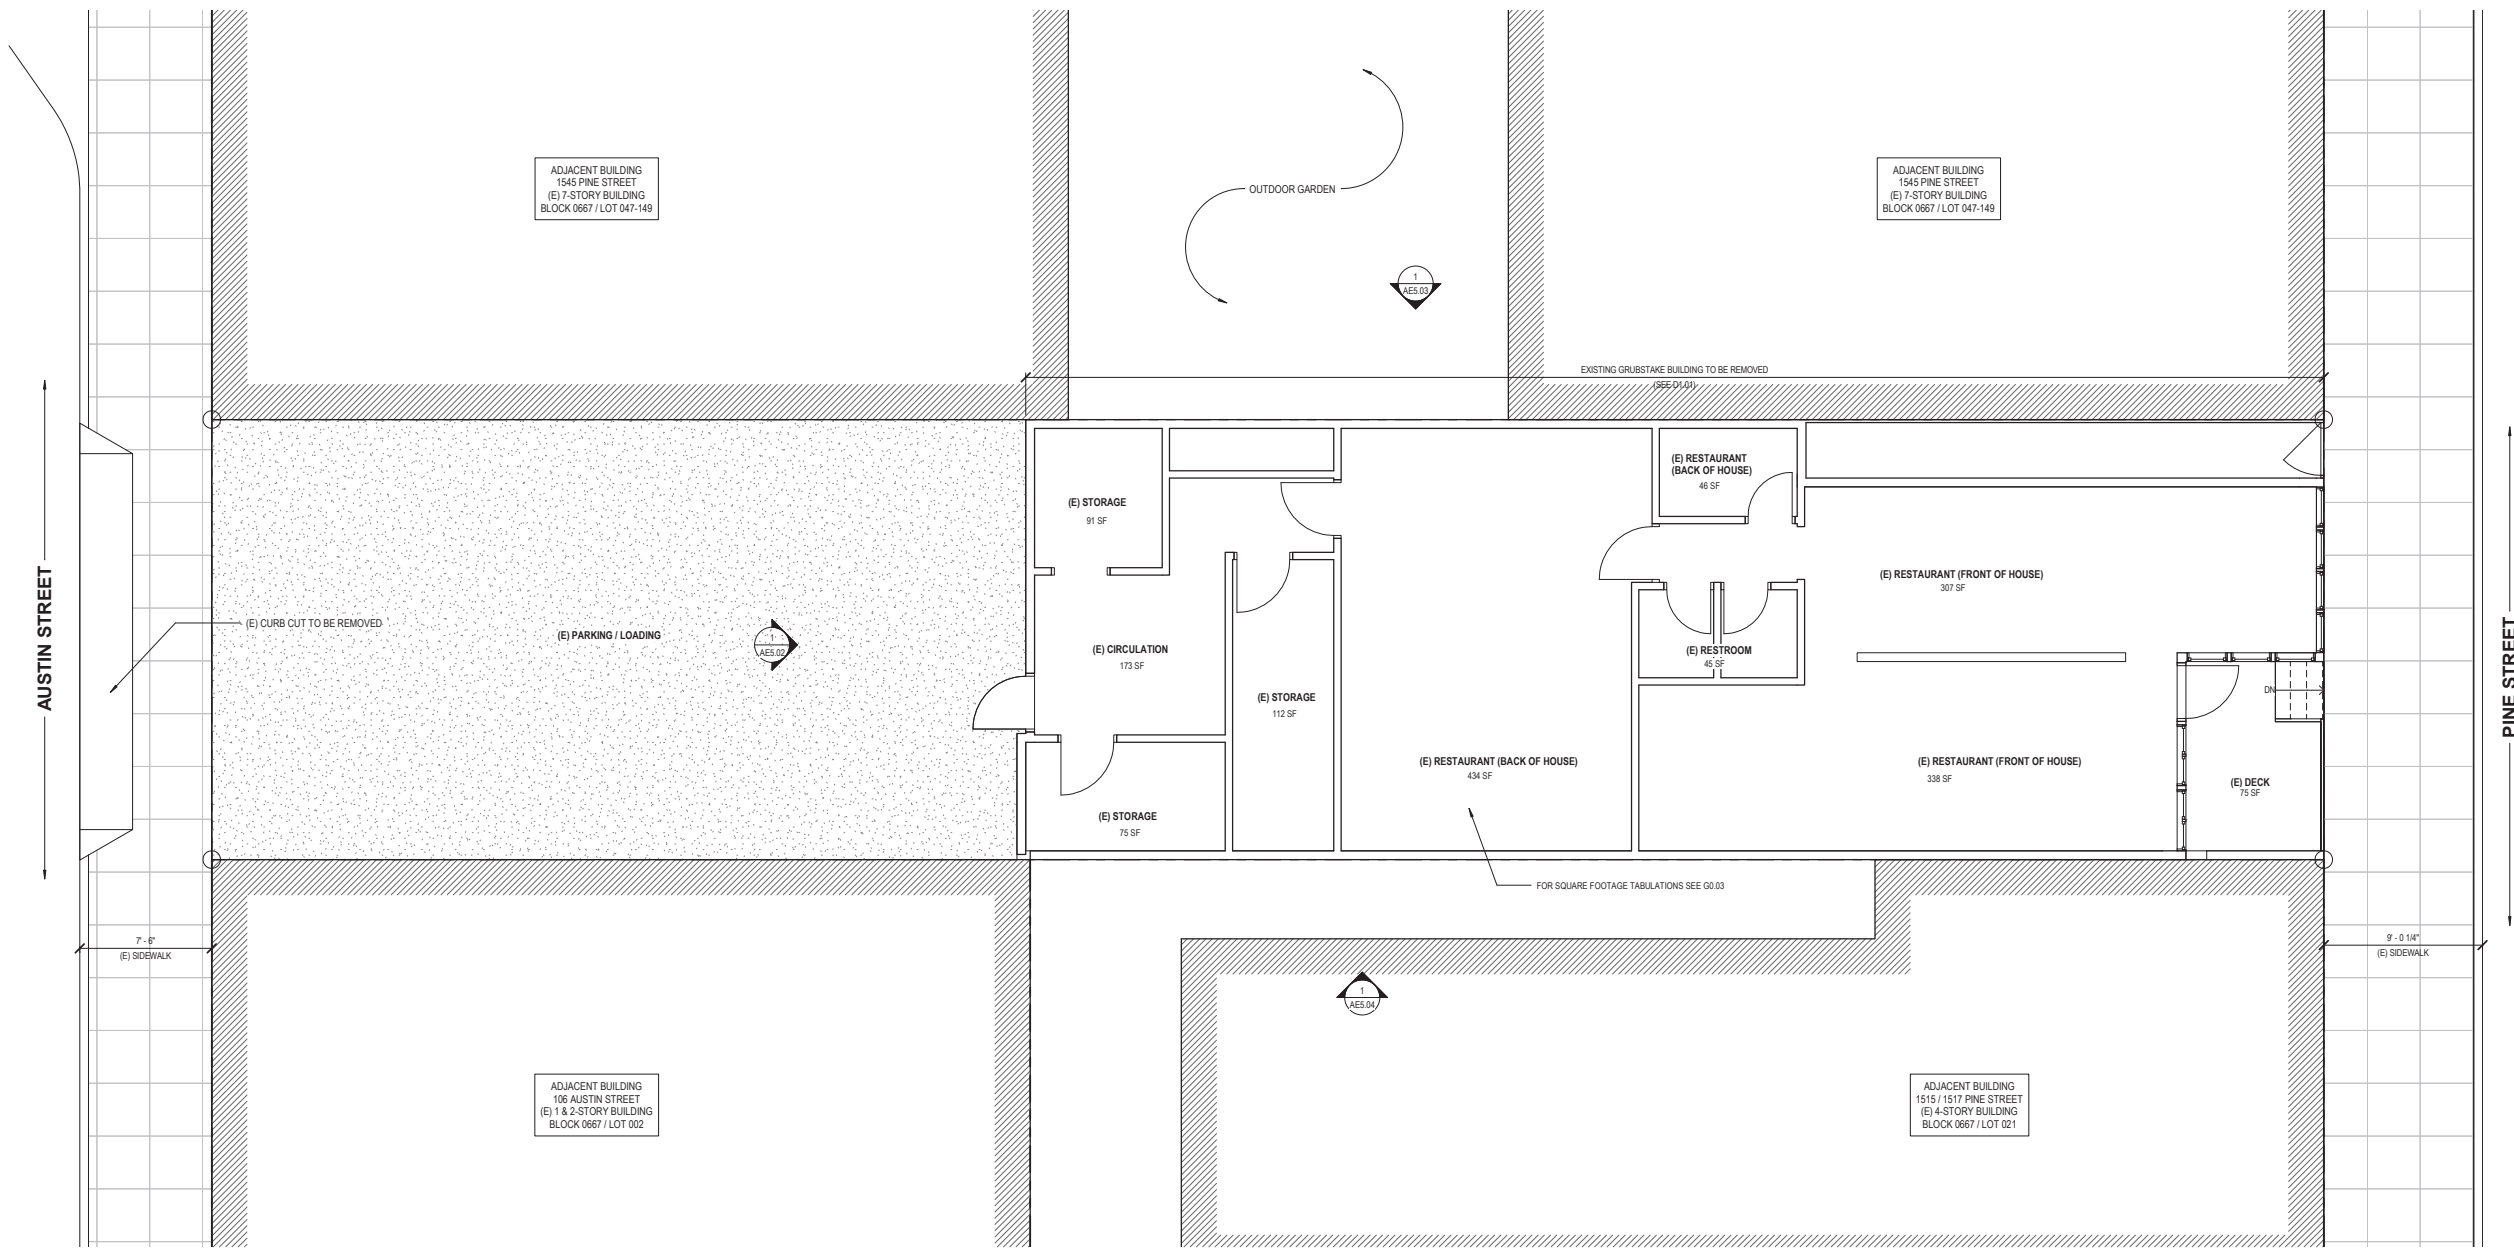 ADJACENT BUILDING
1545 PINE STREET
(E) 7-STORY BUILDING
BLOCK 0667 / LOT 047-149
OUTDOOR GARDEN
ADJACENT BUILDING
1545 PINE STREET
(E) 7-STORY BUILDING
BLOCK 0667 / LOT 047-149
1
AE5.03
EXISTING GRUBSTAKE BUILDING TO BE REMOVED
(SEE D1.01)
AUSTIN STREET
(E) CURB CUT TO BE REMOVED
(E) PARKING / LOADING
1
AE5.02
(E) STORAGE
91 SF
(E) CIRCULATION
173 SF
(E) STORAGE
75 SF
(E) STORAGE
112 SF
(E) RESTAURANT (BACK OF HOUSE)
434 SF
(E) RESTAURANT
(BACK OF HOUSE)
46 SF
(E) RESTROOM
45 SF
(E) RESTAURANT (FRONT OF HOUSE)
307 SF
(E) RESTAURANT (FRONT OF HOUSE)
338 SF
DN
(E) DECK
75 SF
PINE STREET
FOR SQUARE FOOTAGE TABULATIONS SEE G0.03
7' - 6"
(E) SIDEWALK
9' - 0 1/4"
(E) SIDEWALK
1
AE5.04
ADJACENT BUILDING
106 AUSTIN STREET
(E) 1 & 2-STORY BUILDING
BLOCK 0667 / LOT 002
ADJACENT BUILDING
1515 / 1517 PINE STREET
(E) 4-STORY BUILDING
BLOCK 0667 / LOT 021